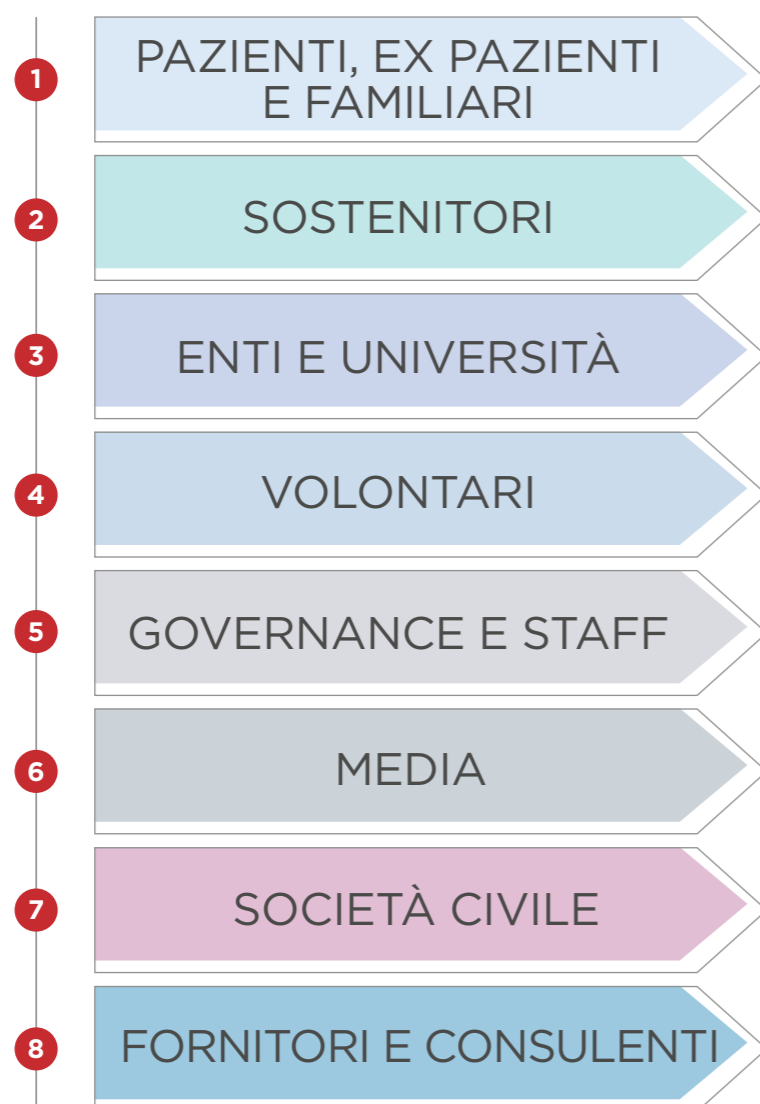 1
PAZIENTI, EX PAZIENTI
E FAMILIARI
2
SOSTENITORI
3
ENTI E UNIVERSITÀ
4
VOLONTARI
5
GOVERNANCE E STAFF
6
MEDIA
7
SOCIETÀ CIVILE
8
FORNITORI E CONSULENTI